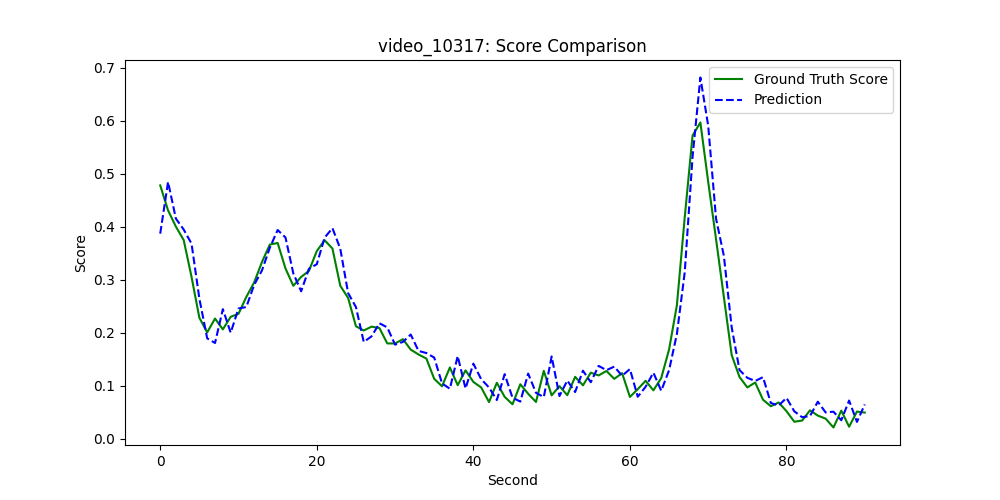 video_10317: Score Comparison
Ground Truth Score
Prediction
Score
0.7
0.6
0.5
0.4
0.3
0.2
0.1
0.0
0 20 40 60 80
Second